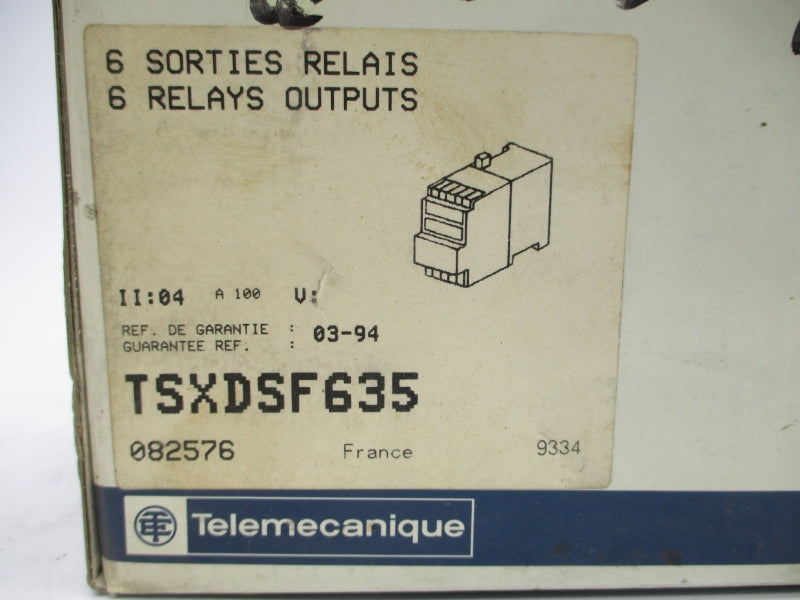 6 SORTIES RELAIS
6 RELAYS OUTPUTS
II:04 A 100 V:
REF. DE GARANTIE : 03-94
GUARANTEE REF. :
TSXDSF635
082576 France 9334
TE Telemecanique